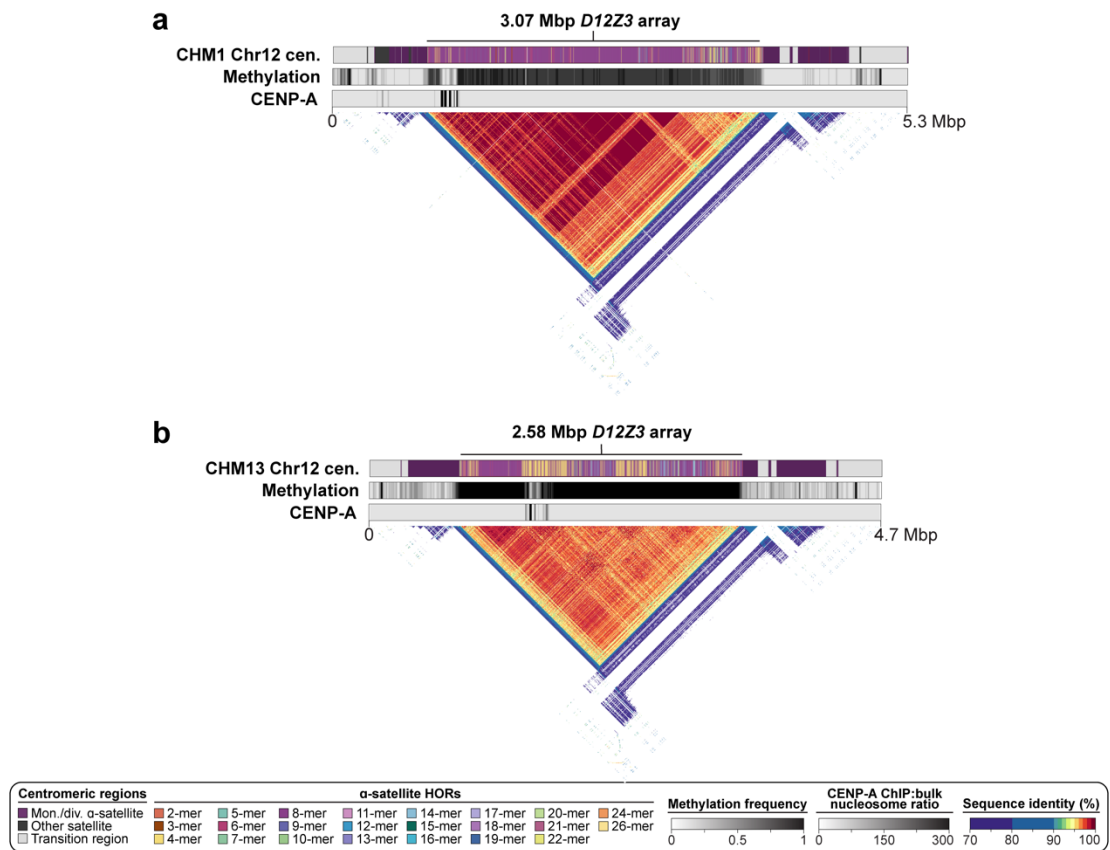 a
3.07 Mbp D12Z3 array
CHM1 Chr12 cen.
Methylation
CENP-A
0
5.3 Mbp
b
2.58 Mbp D12Z3 array
CHM13 Chr12 cen.
Methylation
CENP-A
0
4.7 Mbp
Centromeric regions
Mon./div. α-satellite
Other satellite
Transition region
α-satellite HORs
2-mer 5-mer 8-mer 11-mer 14-mer 17-mer 20-mer 24-mer
3-mer 6-mer 9-mer 12-mer 15-mer 18-mer 21-mer 26-mer
4-mer 7-mer 10-mer 13-mer 16-mer 19-mer 22-mer
Methylation frequency
0 0.5 1
CENP-A ChIP:bulk
nucleosome ratio
0 150 300
Sequence identity (%)
70 80 90 100